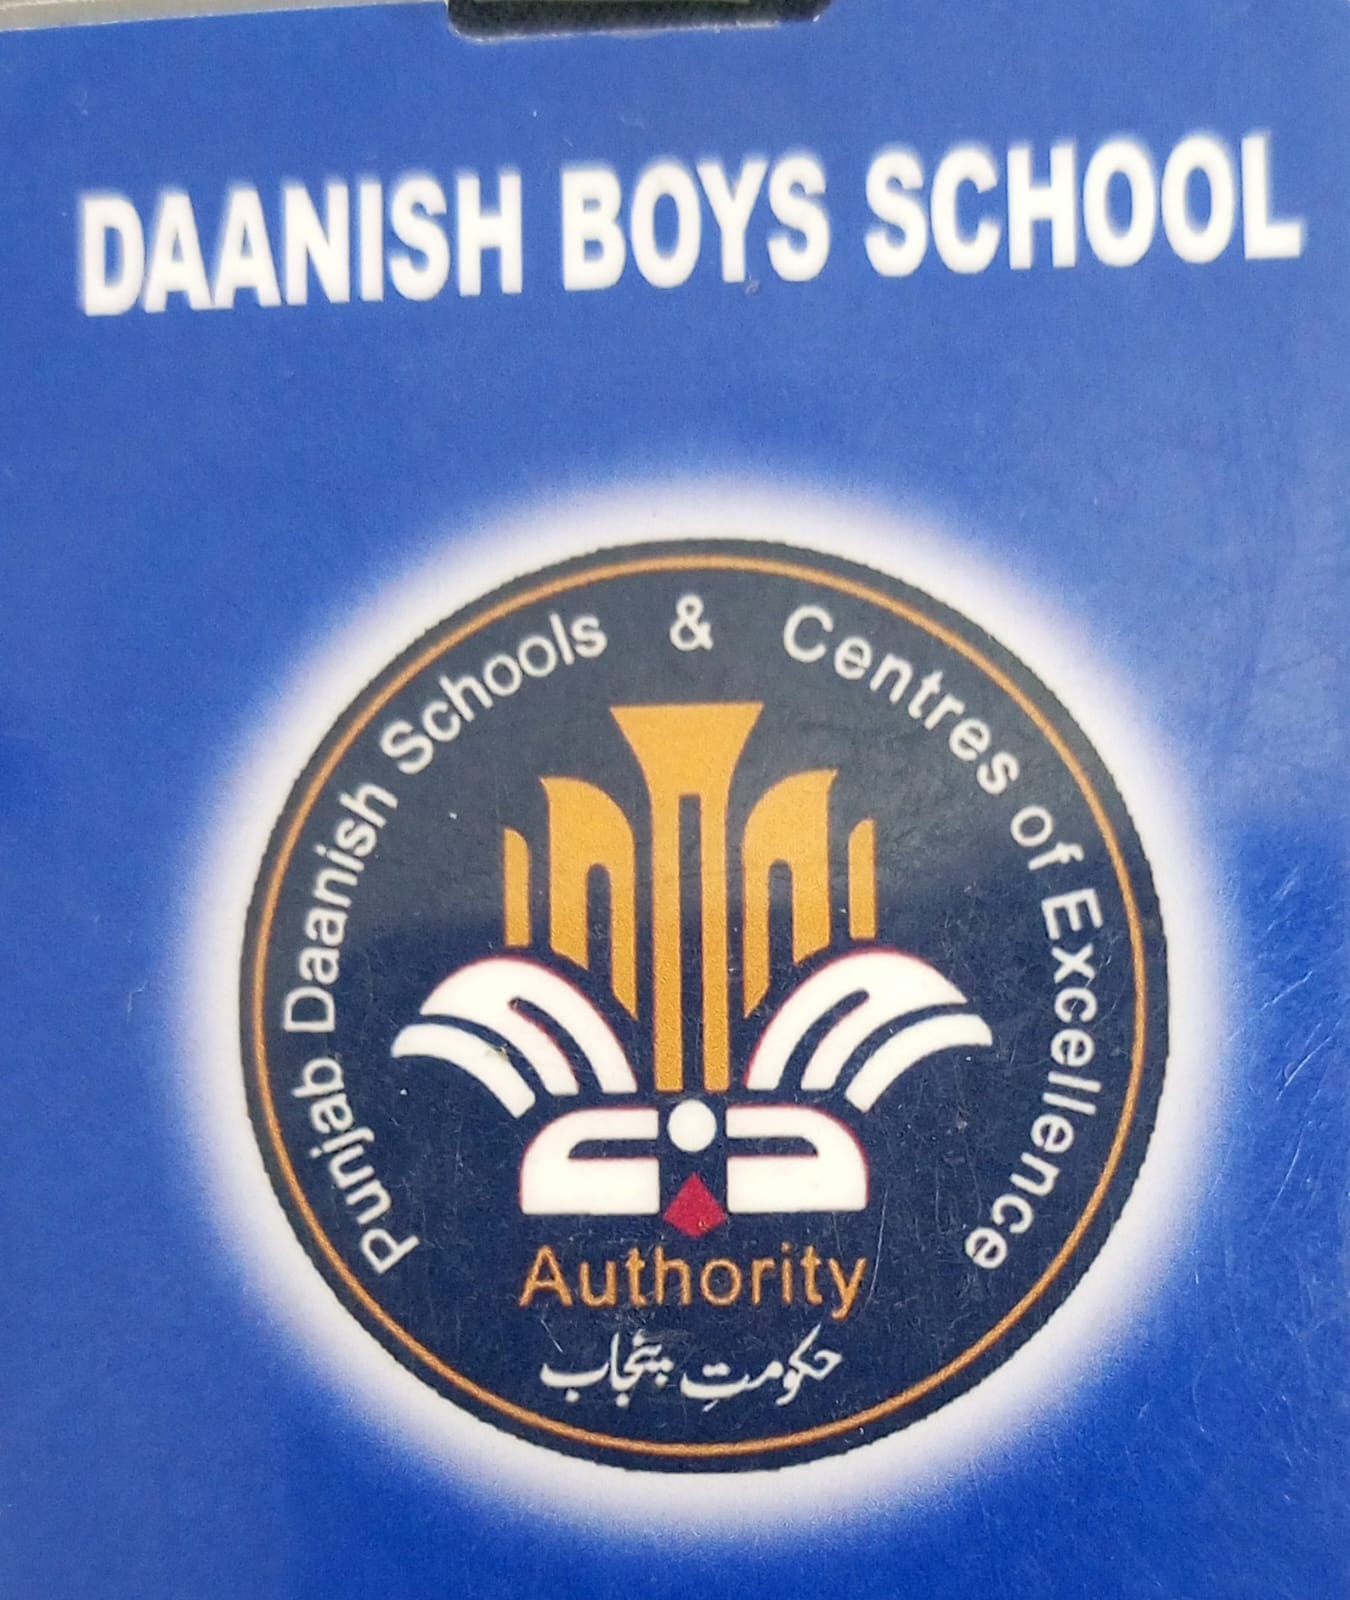 DAANISH BOYS SCHOOL
Punjab Daanish Schools & Centres of Excellence
Authority
حکومتِ پنجاب